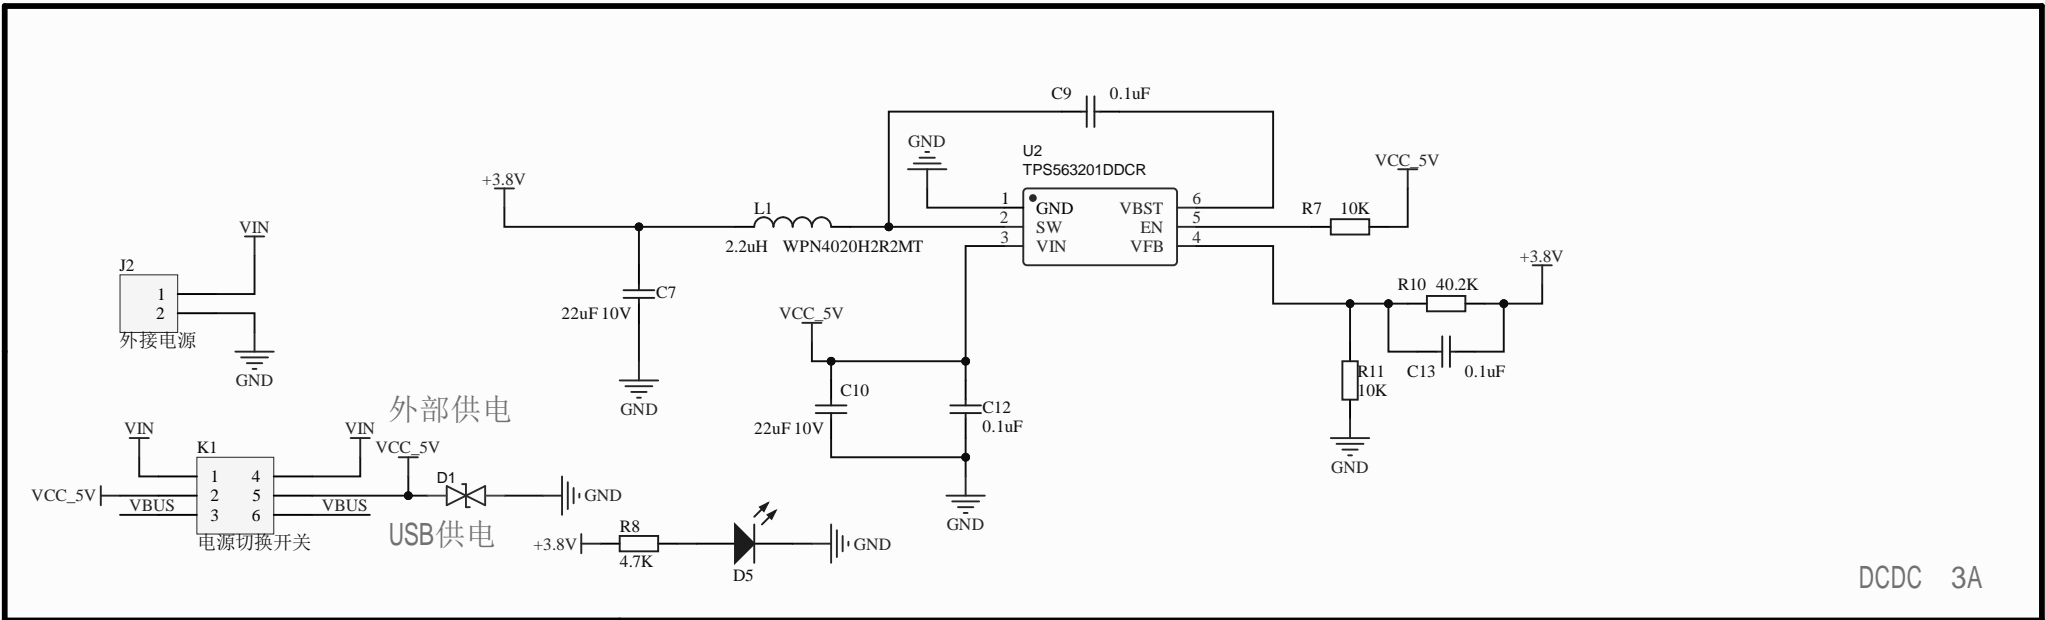 C9 0.1uF
GND
U2
TPS563201DDCR
VCC_5V
+3.8V
1 GND VBST 6
2 SW EN 5
3 VIN VFB 4
R7 10K
L1
2.2uH WPN4020H2R2MT
VIN
J2
1
2
外接电源
GND
C7
22uF 10V
GND
VCC_5V
C10
22uF 10V
C12
0.1uF
GND
+3.8V
R10 40.2K
C13 0.1uF
R11
10K
GND
外部供电
VIN
K1
VIN
VCC_5V
1 4
VCC_5V 2 5
VBUS 3 6 VBUS
电源切换开关
D1
GND
USB供电
+3.8V
R8
4.7K
D5
GND
DCDC 3A